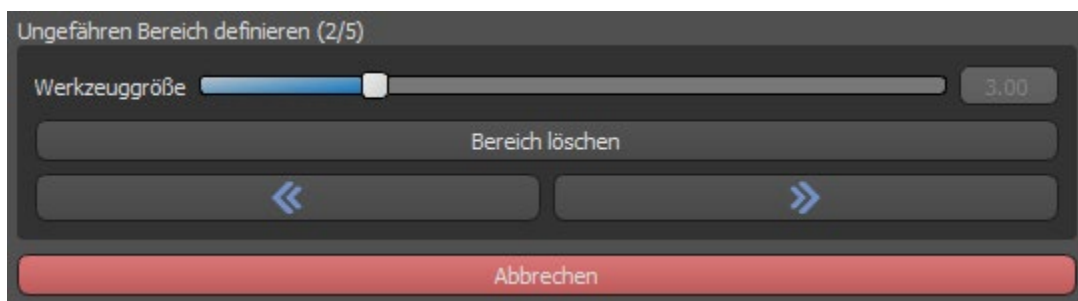 Ungefähren Bereich definieren (2/5)
Werkzeuggröße 3.00
Bereich löschen
Abbrechen